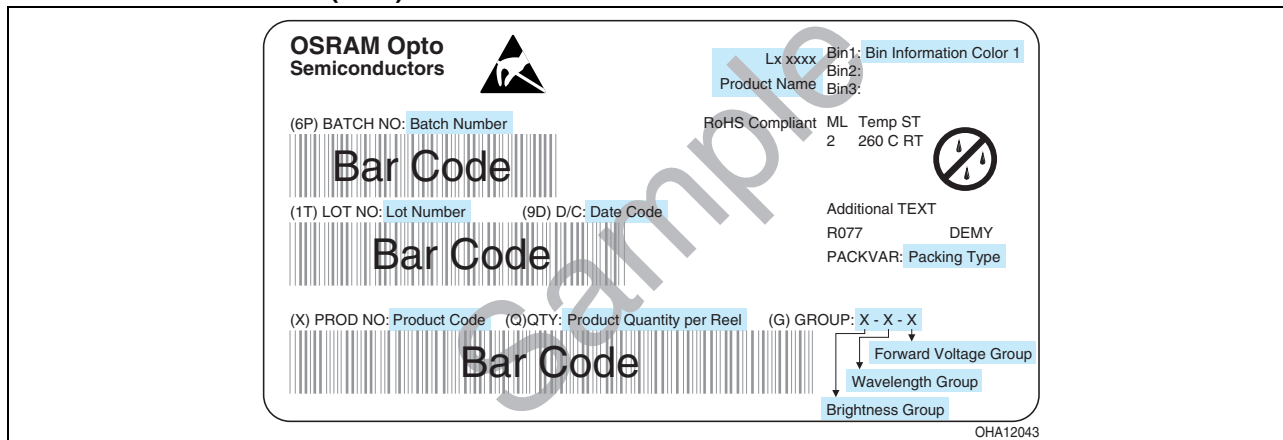 OSRAM Opto
Semiconductors
Lx xxxx
Product Name
Bin1: Bin Information Color 1
Bin2:
Bin3:
(6P) BATCH NO: Batch Number
Bar Code
RoHS Compliant
ML Temp ST
2 260 C RT
(1T) LOT NO: Lot Number (9D) D/C: Date Code
Bar Code
Additional TEXT
R077 DEMY
PACKVAR: Packing Type
(X) PROD NO: Product Code (Q)QTY: Product Quantity per Reel (G) GROUP: X - X - X
Bar Code
Forward Voltage Group
Wavelength Group
Brightness Group
Sample
OHA12043